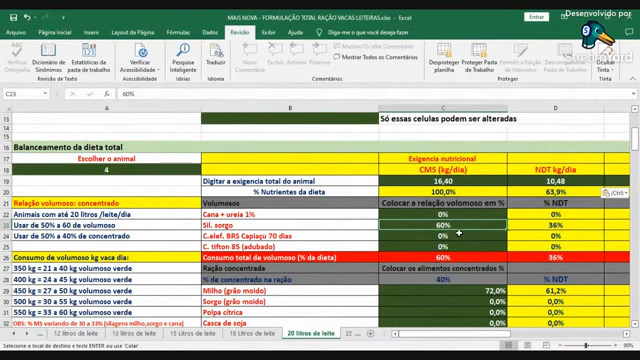 Desenvolvido por
StreamYard
MAIS NOVA - FORMULAÇÃO TOTAL RAÇÃO VACAS LEITEIRAS.xlsx - Excel
Entrar
Arquivo Página Inicial Inserir Layout da Página Fórmulas Dados Revisão Exibir Ajuda Diga-me o que você deseja fazer
Verificar Ortografia
Dicionário de Sinônimos
Estatísticas da pasta de trabalho
Verificar Acessibilidade
Pesquisa Inteligente
Traduzir
Mostrar/Ocultar Comentários
Mostrar Todos os Comentários
Desproteger planilha
Proteger Pasta de Trabalho
Ocultar Tinta
C23 fx 60%
A B C D
13 Só essas celulas podem ser alteradas
14
15
16 Balanceamento da dieta total
17 Escolher o animal Exigencia nutricional
18 4 CMS (kg/dia) NDT kg/dia
19 Digitar a exigencia total do animal 16,40 10,48
20 % Nutrientes da dieta 100,0% 63,9%
(Ctrl)
21 Relação volumoso: concentrado Volumosos Colocar a relação volumoso em % % NDT
22 Animais com até 20 litros /leite/dia Cana + ureia 1% 0% 0%
23 Usar de 50% a 60 de volumoso Sil. sorgo 60% 36%
24 Usar de 50% a 40% de concentrado C.elef. BRS Capiaçu 70 dias 0% 0%
25 C. tifton 85 (adubado) 0% 0%
26 Consumo de volumoso kg vaca dia: Consumo total de volumoso (% da dieta) 60% 36%
27 350 kg = 21 a 40 kg volumoso verde Ração concentrada Colocar os alimentos concentrados %
28 400 kg = 24 a 45 kg volumoso verde % de concentrado na ração 40% % NDT
29 450 kg = 27 a 50 kg volumoso verde Milho (grão moído) 72,0% 61,2%
30 500 kg = 30 a 55 kg volumoso verde Sorgo (grão moído) 0,0% 0,0%
31 550 kg = 33 a 60 kg volumoso verde Polpa cítrica 0,0% 0,0%
32 OBS: % MS variando de 30 a 33% (silagens milho,sorgo e cana) Casca de soja 0,0% 0,0%
12 litros de leite 15 litros de leite 18 Litros de leite 20 litros de leite
Selecione o local de destino e pressione ENTER ou use 'Colar'
90%